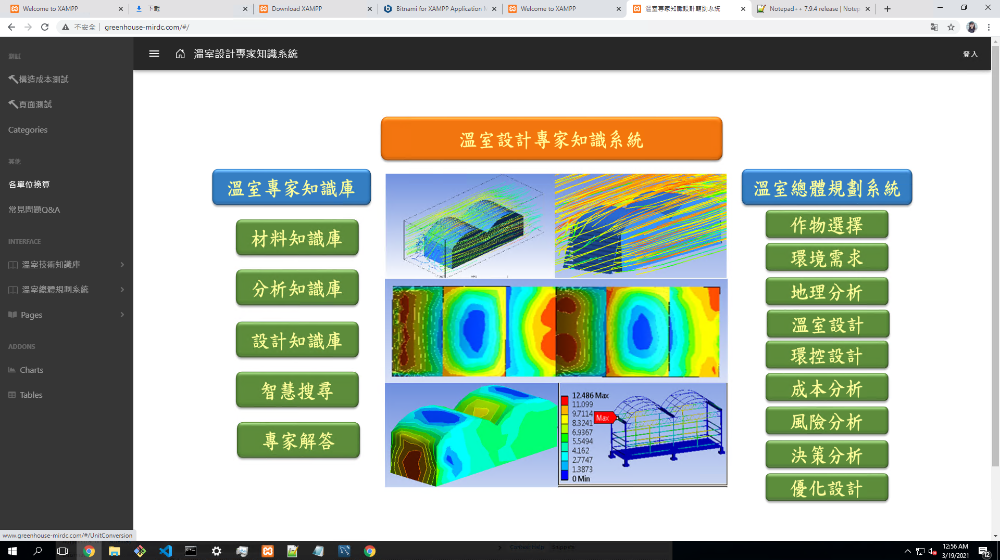 Welcome to XAMPP
下載
Download XAMPP
Bitnami for XAMPP Application M
Welcome to XAMPP
溫室專家知識設計輔助系統
Notepad++ 7.9.4 release | Notep
不安全
greenhouse-mirdc.com/#/
溫室設計專家知識系統
登入
測試
構造成本測試
頁面測試
Categories
其他
各單位換算
常見問題Q&A
INTERFACE
溫室技術知識庫
溫室總體規劃系統
Pages
ADDONS
Charts
Tables
溫室設計專家知識系統
溫室專家知識庫
材料知識庫
分析知識庫
設計知識庫
智慧搜尋
專家解答
12.486 Max
11.099
9.7114
8.3241
6.9367
5.5494
4.162
2.7747
1.3873
0 Min
Max
溫室總體規劃系統
作物選擇
環境需求
地理分析
溫室設計
環控設計
成本分析
風險分析
決策分析
優化設計
www.greenhouse-mirdc.com/#/UnitConversion
Administration
Schemas
Context Help
Snippets
12:56 AM
3/19/2021
12